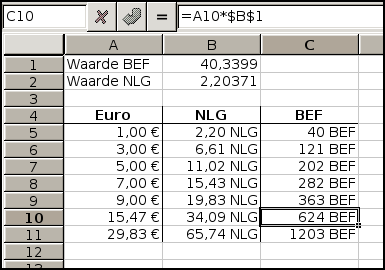 C10 = =A10*$B$1
A B C
1 Waarde BEF 40,3399
2 Waarde NLG 2,20371
3
4 Euro NLG BEF
5 1,00 € 2,20 NLG 40 BEF
6 3,00 € 6,61 NLG 121 BEF
7 5,00 € 11,02 NLG 202 BEF
8 7,00 € 15,43 NLG 282 BEF
9 9,00 € 19,83 NLG 363 BEF
10 15,47 € 34,09 NLG 624 BEF
11 29,83 € 65,74 NLG 1203 BEF
12
13